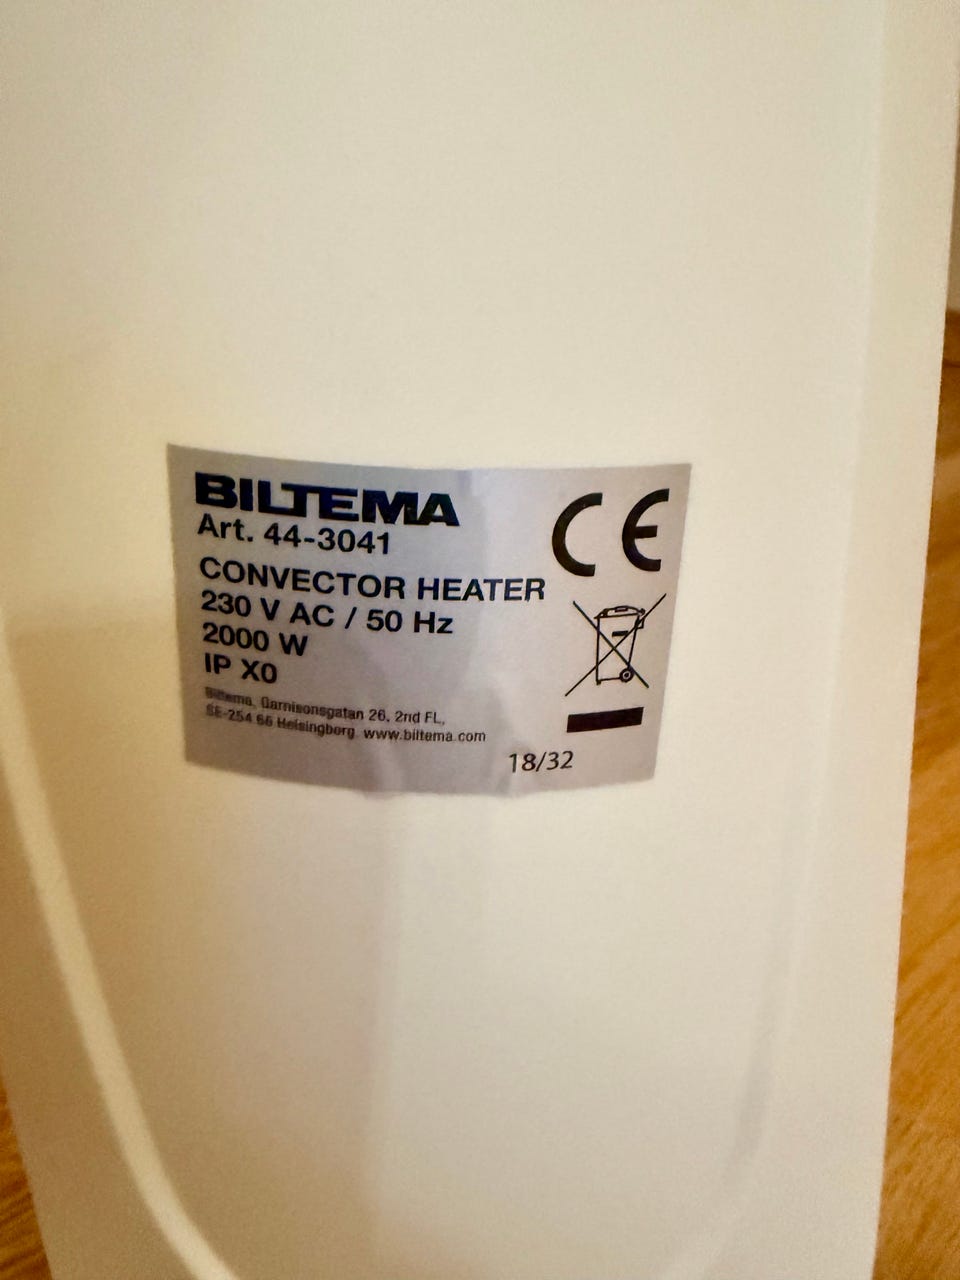 BILTEMA
Art. 44-3041
CONVECTOR HEATER
230 V AC / 50 Hz
2000 W
IP X0
Biltema, Garnisonsgatan 26, 2nd FL,
SE-254 66 Helsingborg. www.biltema.com
18/32
CE